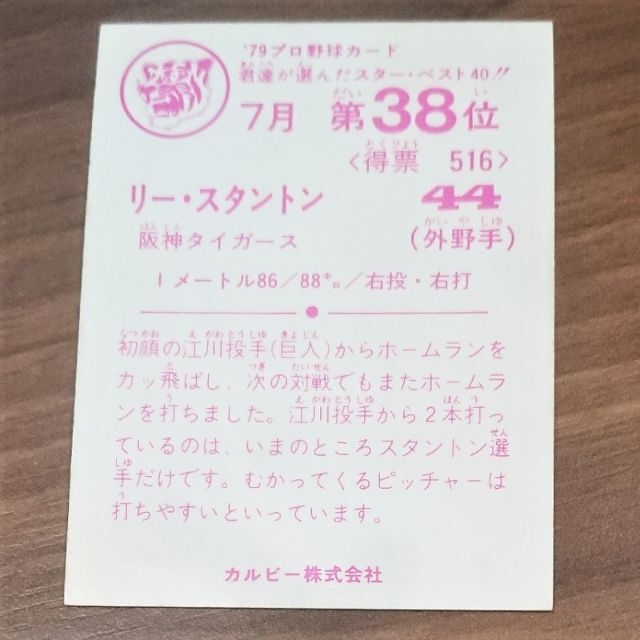 '79プロ野球カード
君達が選んだスター・ベスト40!!
7月 第38位
<得票 516>
リー・スタントン 44
阪神タイガース (外野手)
1メートル86/88㌔/右投・右打
初顔の江川投手(巨人)からホームランを
カッ飛ばし、次の対戦でもまたホームラ
ンを打ちました。江川投手から2本打っ
ているのは、いまのところスタントン選
手だけです。むかってくるピッチャーは
打ちやすいといっています。
カルビー株式会社